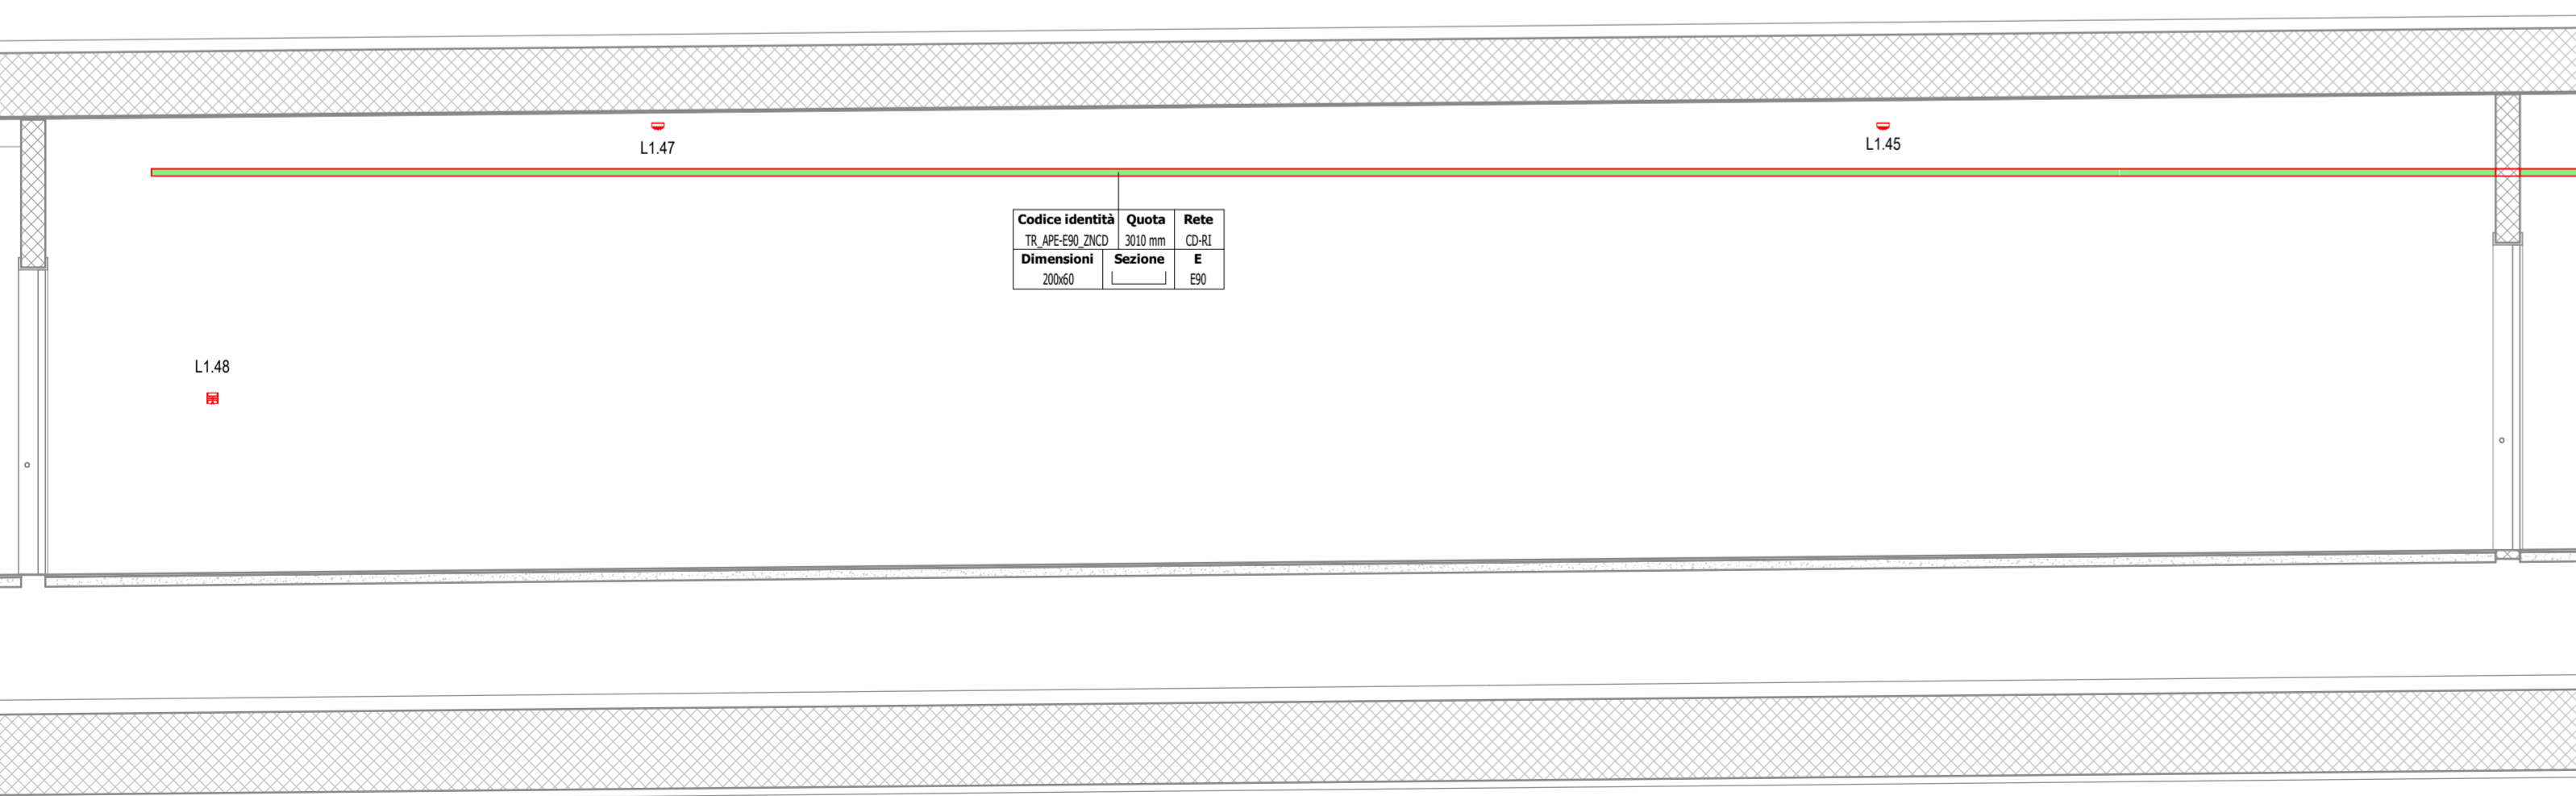 L1.47
L1.45
Codice identità Quota Rete
TR_APE-E90_ZNCD 3010 mm CD-RI
Dimensioni Sezione E
200x60 E90
L1.48